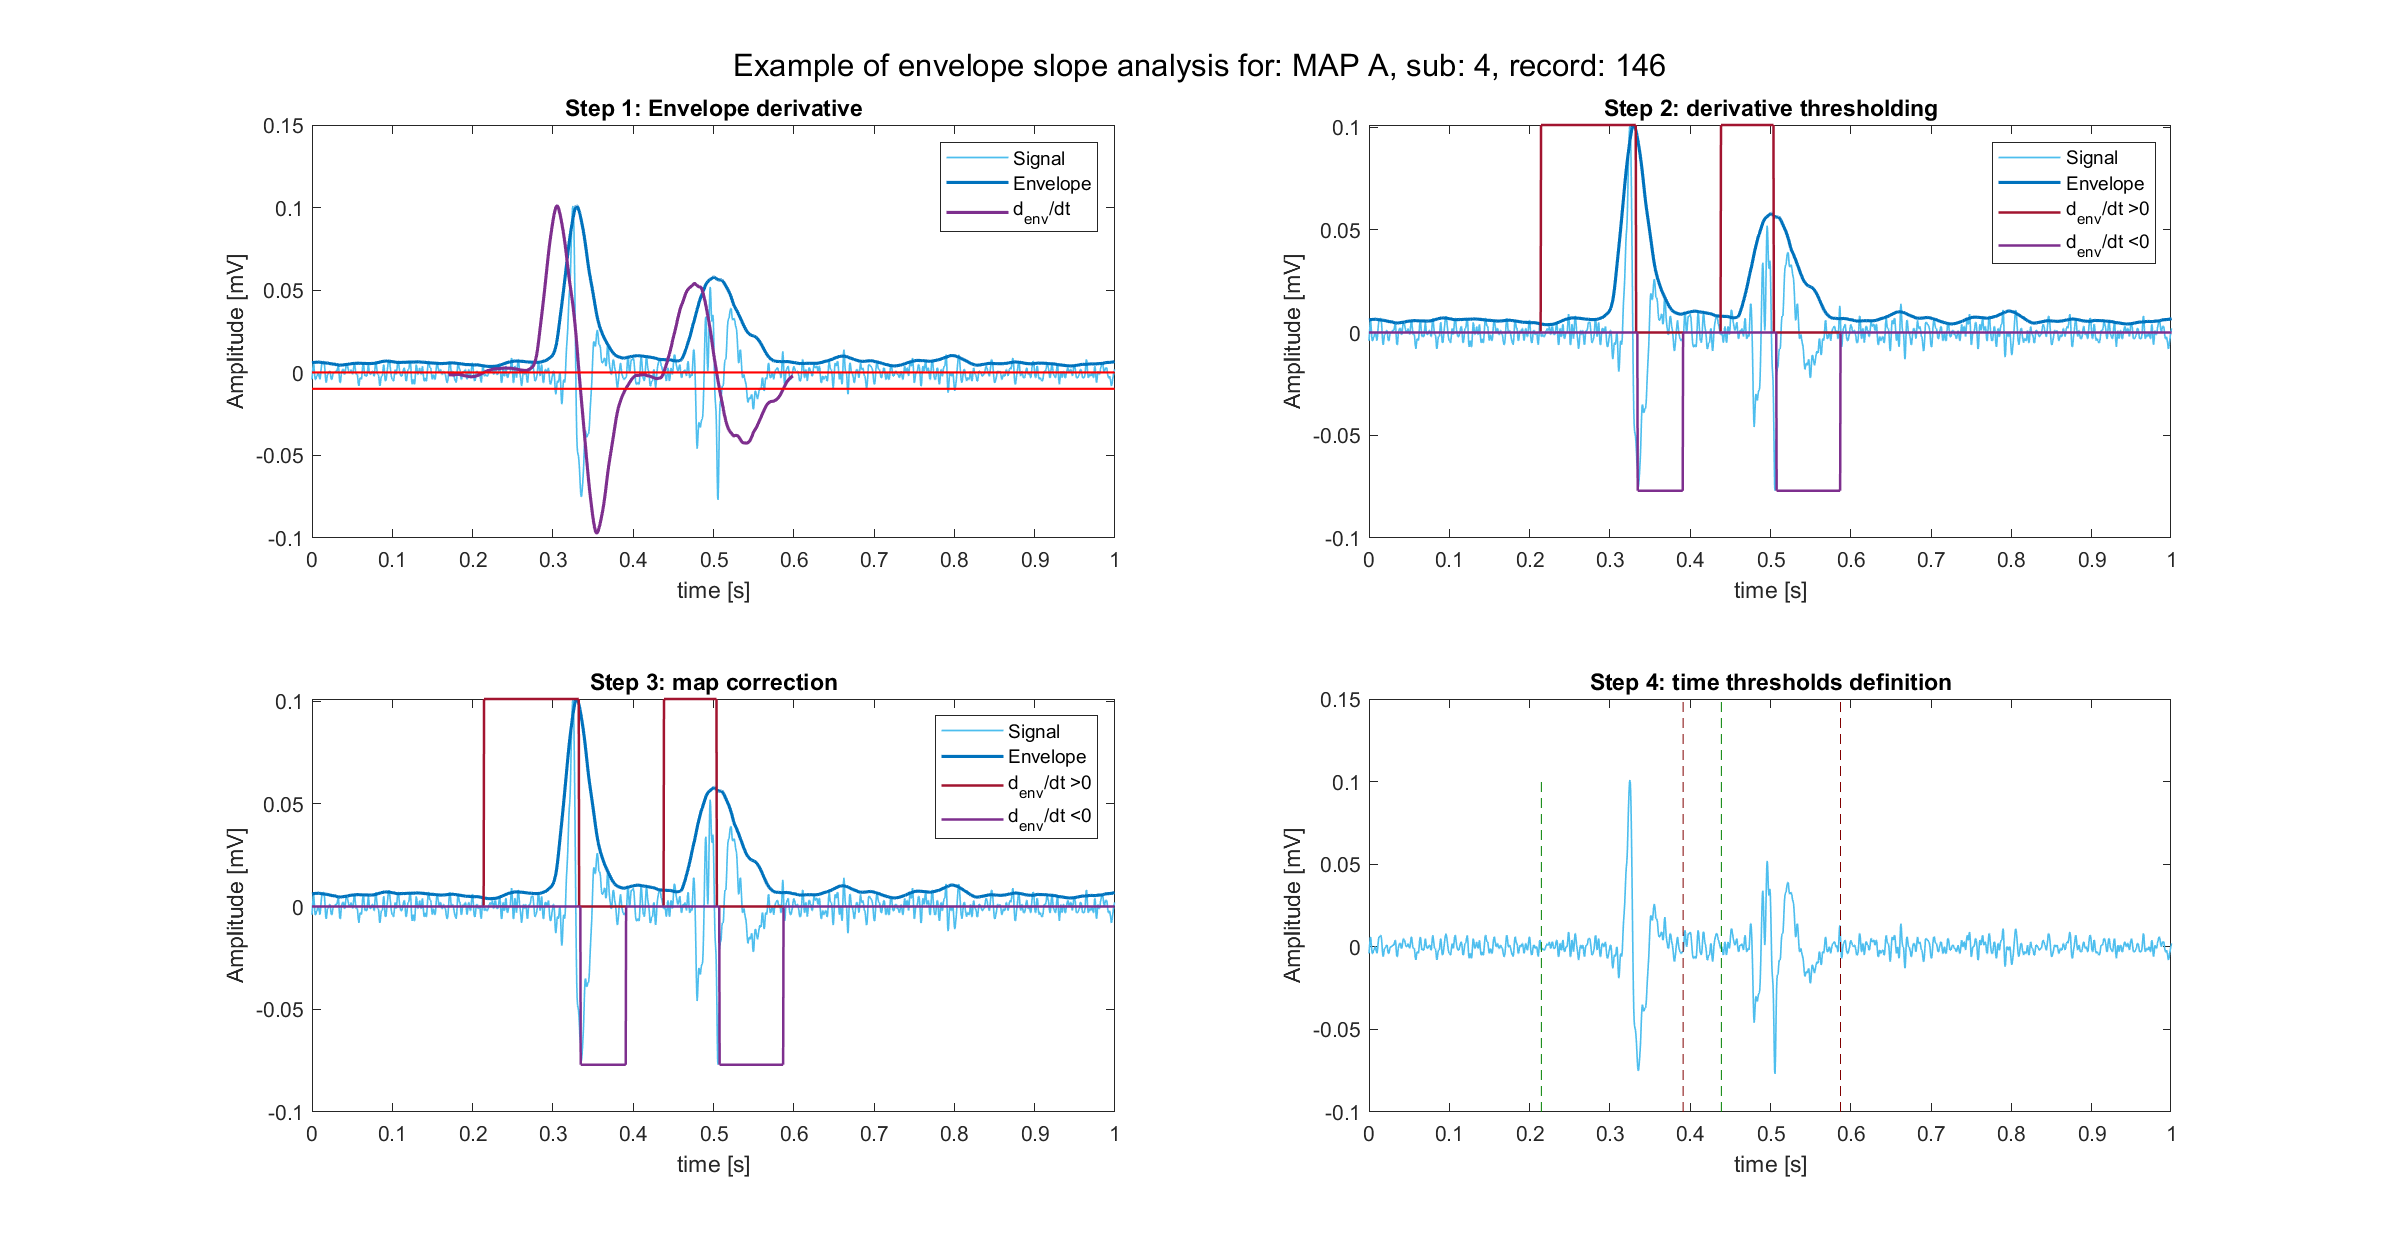 Example of envelope slope analysis for: MAP A, sub: 4, record: 146
Step 1: Envelope derivative
0.15
0.1
0.05
0
-0.05
-0.1
Amplitude [mV]
0 0.1 0.2 0.3 0.4 0.5 0.6 0.7 0.8 0.9 1
time [s]
Signal
Envelope
d_env/dt
Step 2: derivative thresholding
0.1
0.05
0
-0.05
-0.1
Amplitude [mV]
0 0.1 0.2 0.3 0.4 0.5 0.6 0.7 0.8 0.9 1
time [s]
Signal
Envelope
d_env/dt >0
d_env/dt <0
Step 3: map correction
0.1
0.05
0
-0.05
-0.1
Amplitude [mV]
0 0.1 0.2 0.3 0.4 0.5 0.6 0.7 0.8 0.9 1
time [s]
Signal
Envelope
d_env/dt >0
d_env/dt <0
Step 4: time thresholds definition
0.15
0.1
0.05
0
-0.05
-0.1
Amplitude [mV]
0 0.1 0.2 0.3 0.4 0.5 0.6 0.7 0.8 0.9 1
time [s]